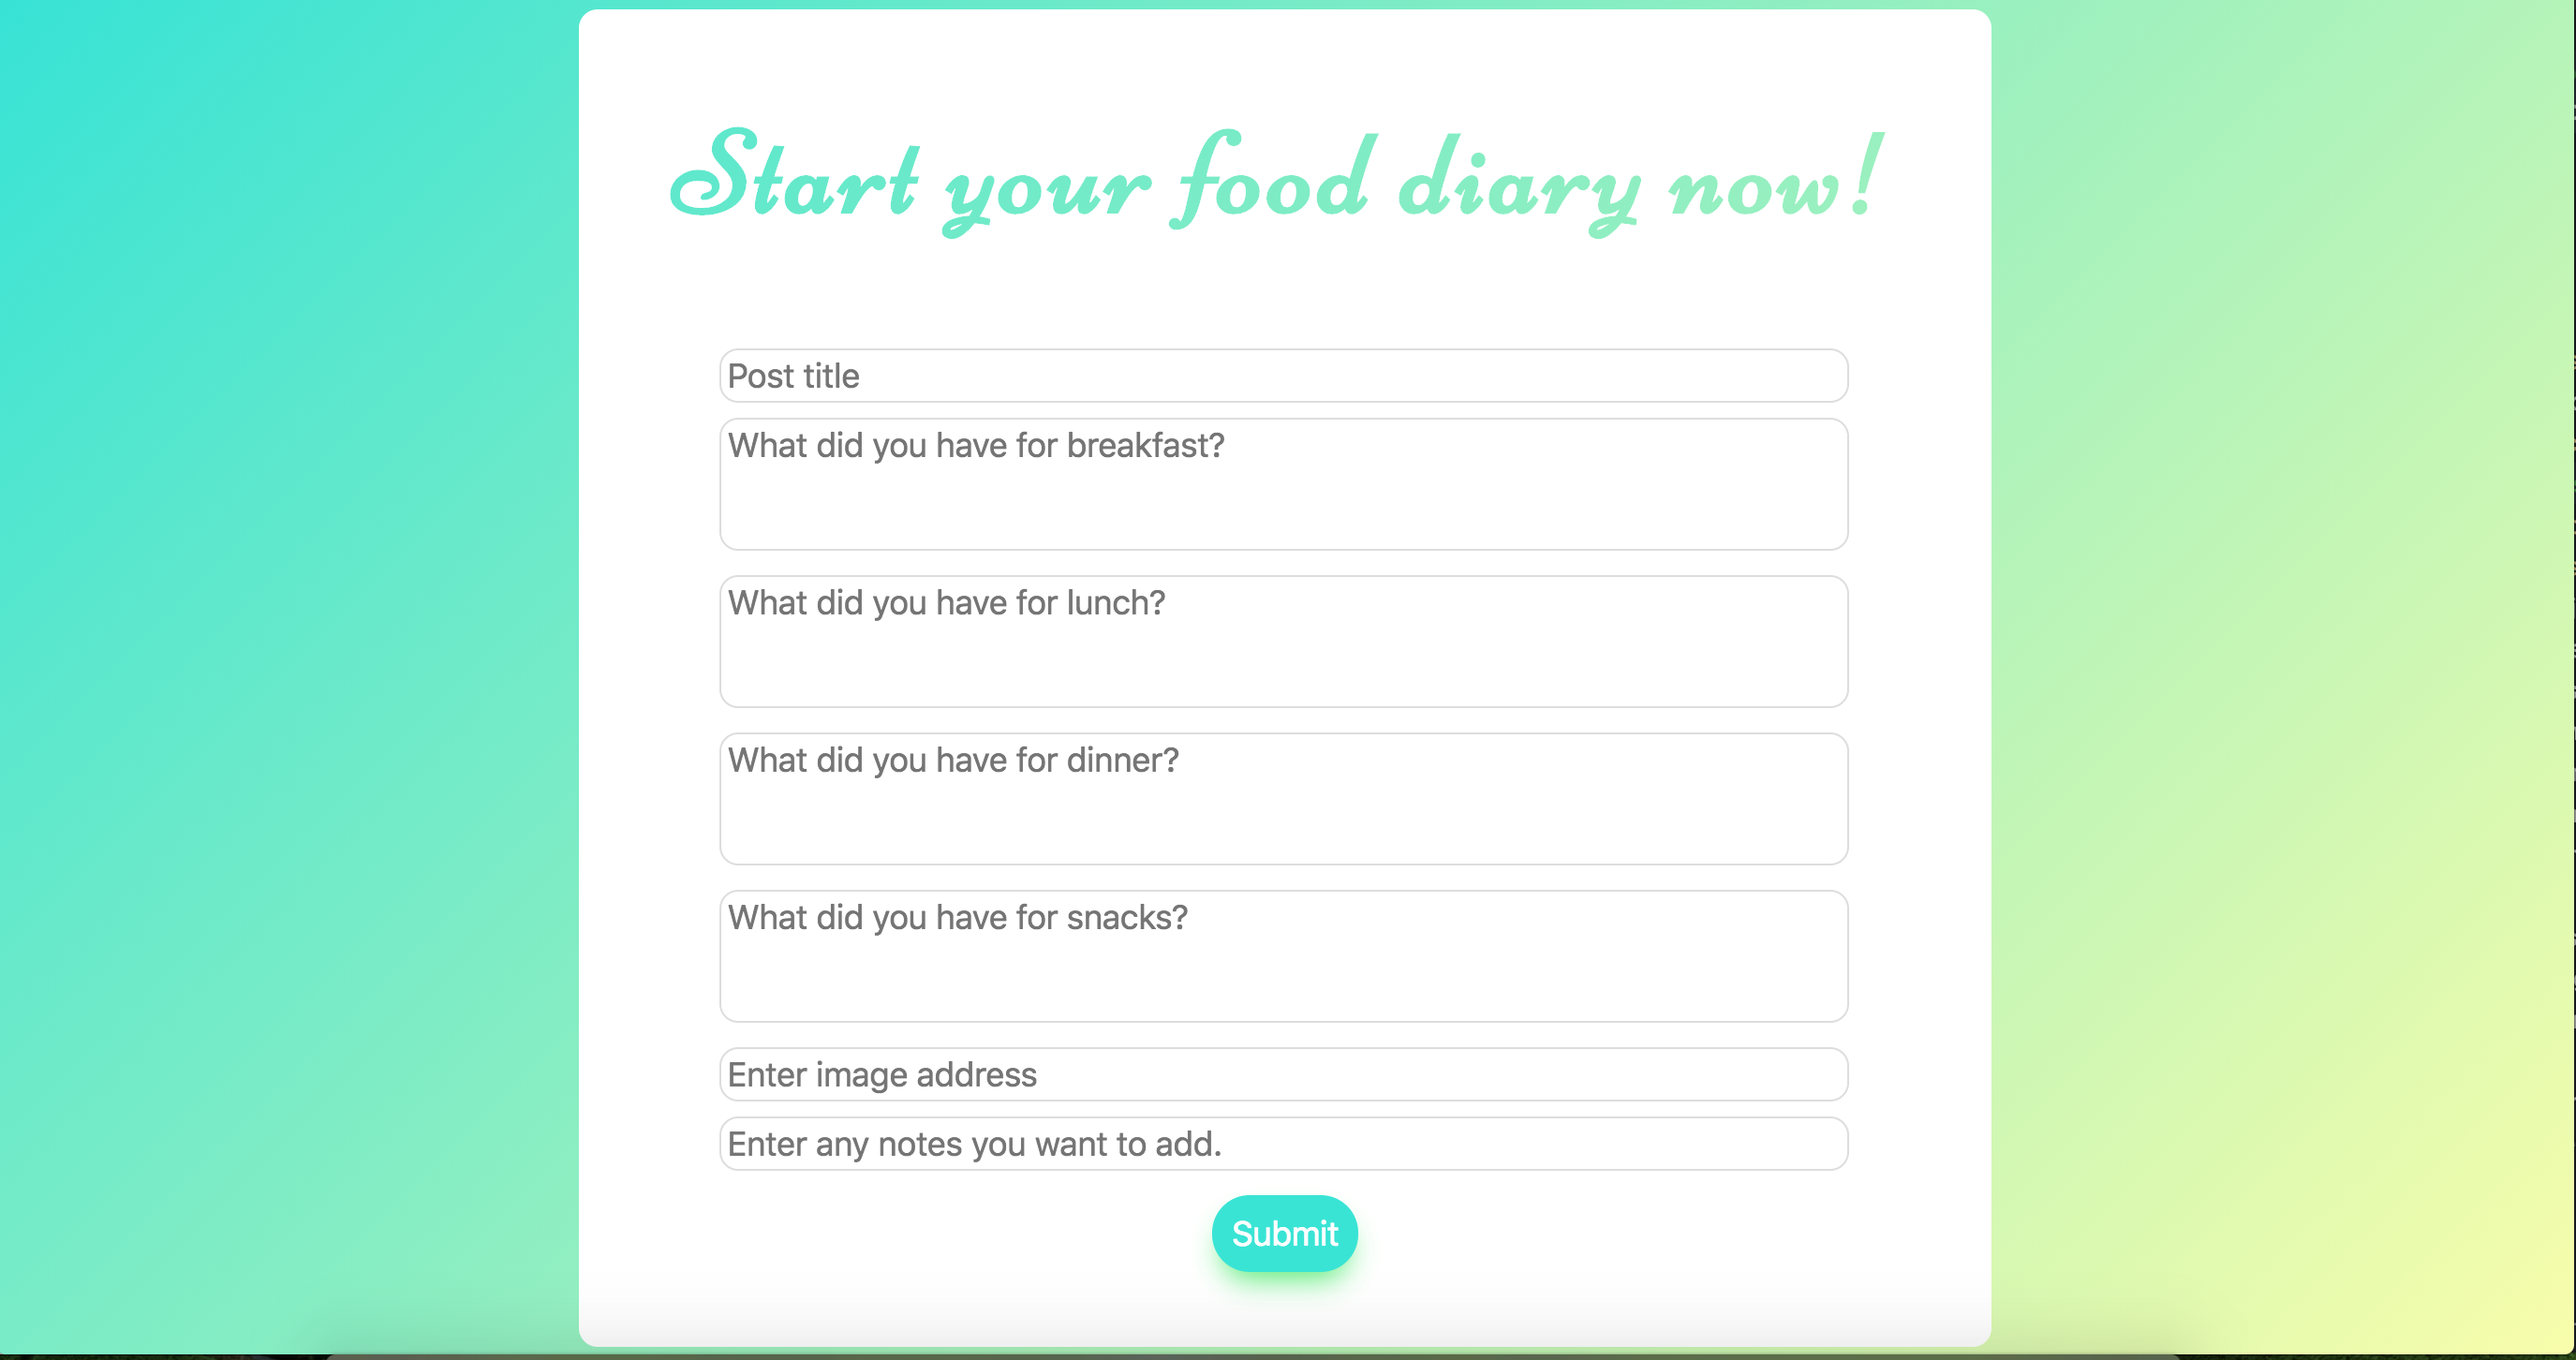 Start your food diary now!
Post title
What did you have for breakfast?
What did you have for lunch?
What did you have for dinner?
What did you have for snacks?
Enter image address
Enter any notes you want to add.
Submit